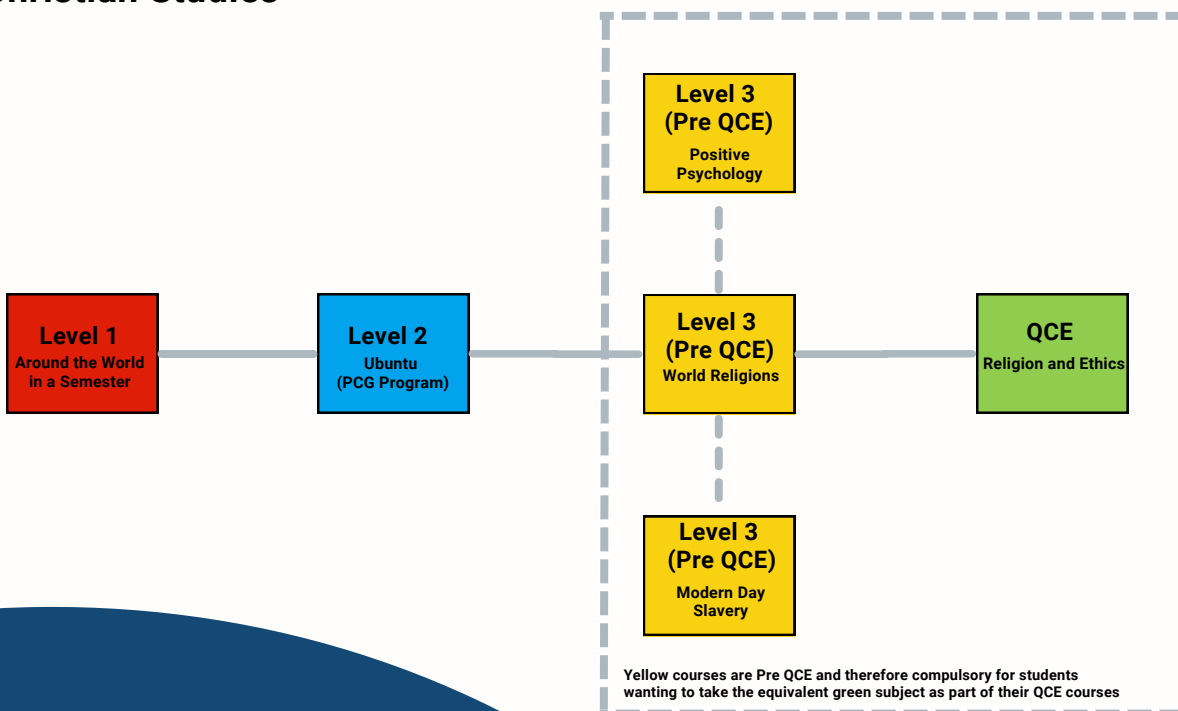 Christian Studies
Level 3
(Pre QCE)
Positive
Psychology
Level 1
Around the World
in a Semester
Level 2
Ubuntu
(PCG Program)
Level 3
(Pre QCE)
World Religions
QCE
Religion and Ethics
Level 3
(Pre QCE)
Modern Day
Slavery
Yellow courses are Pre QCE and therefore compulsory for students
wanting to take the equivalent green subject as part of their QCE courses